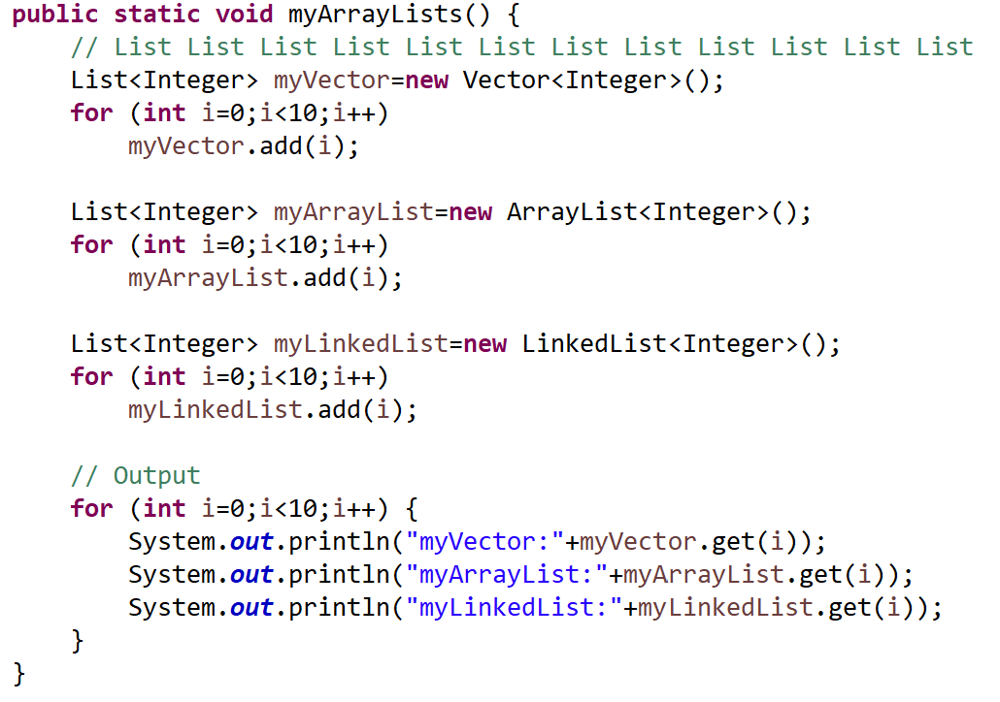 public static void myArrayLists() {
    // List List List List List List List List List List List List
    List<Integer> myVector=new Vector<Integer>();
    for (int i=0;i<10;i++)
        myVector.add(i);

    List<Integer> myArrayList=new ArrayList<Integer>();
    for (int i=0;i<10;i++)
        myArrayList.add(i);

    List<Integer> myLinkedList=new LinkedList<Integer>();
    for (int i=0;i<10;i++)
        myLinkedList.add(i);

    // Output
    for (int i=0;i<10;i++) {
        System.out.println("myVector:"+myVector.get(i));
        System.out.println("myArrayList:"+myArrayList.get(i));
        System.out.println("myLinkedList:"+myLinkedList.get(i));
    }
}